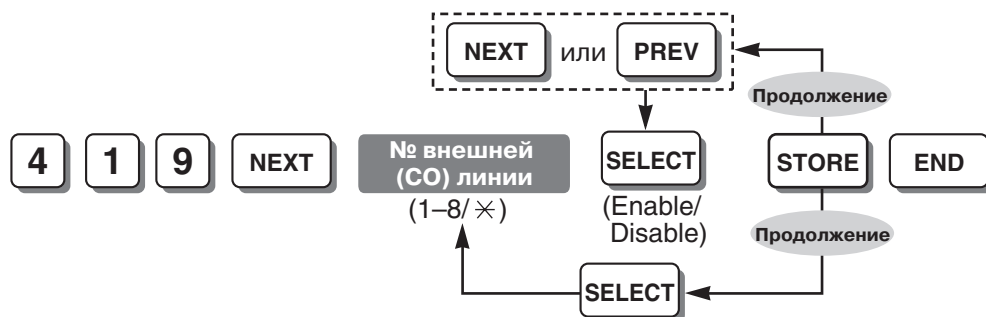 NEXT или PREV
Продолжение
4 1 9 NEXT № внешней (CO) линии SELECT STORE END
(1–8/✳) (Enable/ Disable)
Продолжение
SELECT